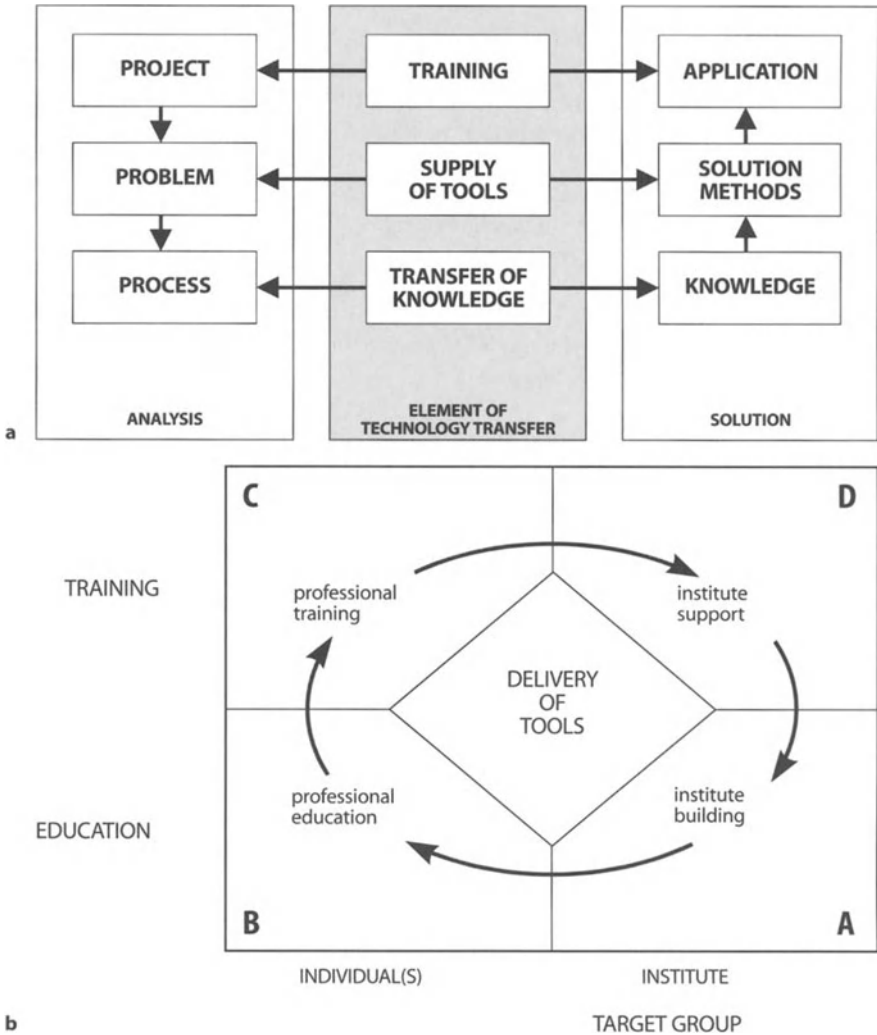 PROJECT
TRAINING
APPLICATION
PROBLEM
SUPPLY
OF TOOLS
SOLUTION
METHODS
PROCESS
TRANSFER OF
KNOWLEDGE
KNOWLEDGE
ANALYSIS
ELEMENT OF
TECHNOLOGY TRANSFER
SOLUTION
a
C
D
TRAINING
professional
training
institute
support
DELIVERY
OF
TOOLS
EDUCATION
professional
education
institute
building
B
A
INDIVIDUAL(S)
INSTITUTE
b
TARGET GROUP